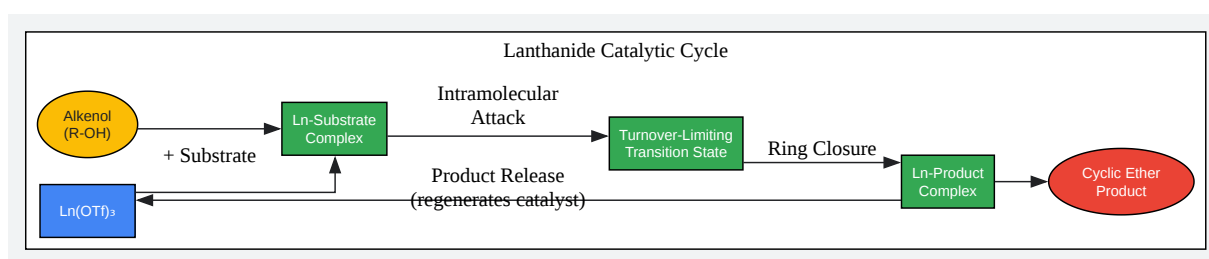 Lanthanide Catalytic Cycle
Alkenol
(R-OH)
+ Substrate
Ln(OTf)₃
Ln-Substrate
Complex
Intramolecular
Attack
Turnover-Limiting
Transition State
Ring Closure
Product Release
(regenerates catalyst)
Ln-Product
Complex
Cyclic Ether
Product